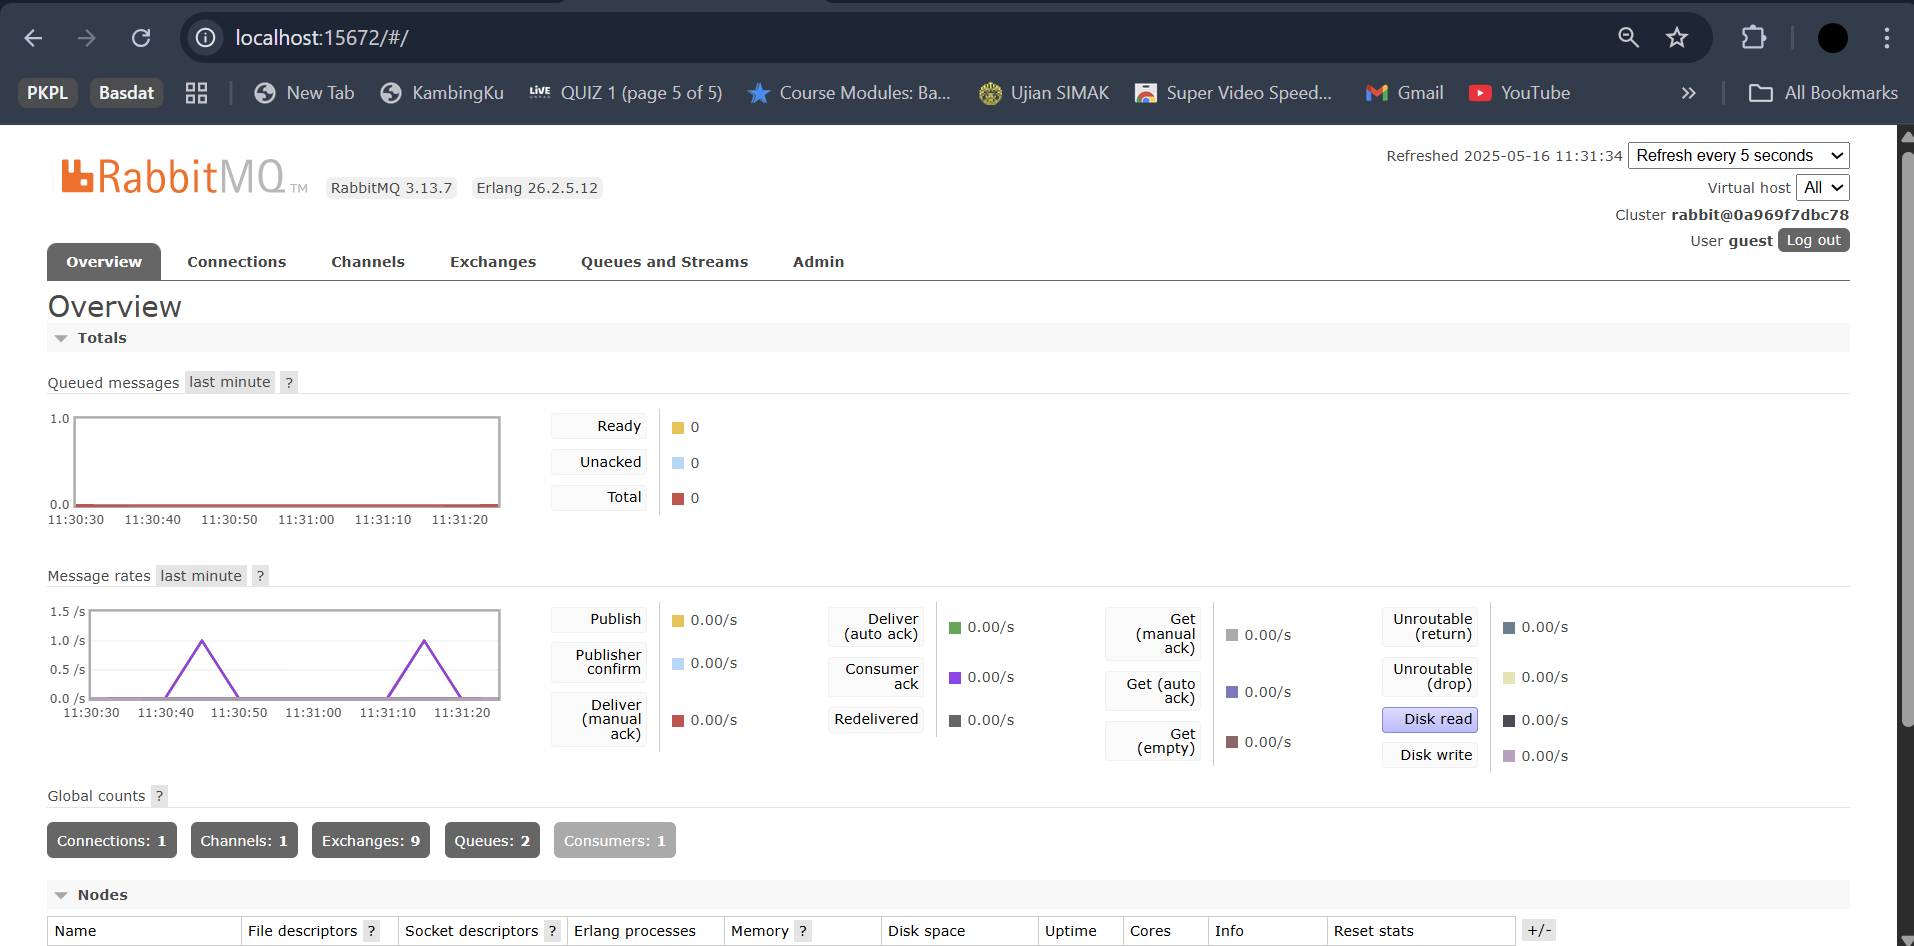 localhost:15672/#/
PKPL Basdat New Tab KambingKu LIVE QUIZ 1 (page 5 of 5) Course Modules: Ba... Ujian SIMAK Super Video Speed... Gmail YouTube » All Bookmarks
Refreshed 2025-05-16 11:31:34 Refresh every 5 seconds
RabbitMQ TM RabbitMQ 3.13.7 Erlang 26.2.5.12
Virtual host All
Cluster rabbit@0a969f7dbc78
User guest Log out
Overview Connections Channels Exchanges Queues and Streams Admin
Overview
Totals
Queued messages last minute ?
1.0
0.0
11:30:30 11:30:40 11:30:50 11:31:00 11:31:10 11:31:20
Ready 0
Unacked 0
Total 0
Message rates last minute ?
1.5 /s
1.0 /s
0.5 /s
0.0 /s
11:30:30 11:30:40 11:30:50 11:31:00 11:31:10 11:31:20
Publish 0.00/s
Publisher
confirm 0.00/s
Deliver
(manual
ack) 0.00/s
Deliver
(auto ack) 0.00/s
Consumer
ack 0.00/s
Redelivered 0.00/s
Get
(manual
ack) 0.00/s
Get (auto
ack) 0.00/s
Get
(empty) 0.00/s
Unroutable
(return) 0.00/s
Unroutable
(drop) 0.00/s
Disk read 0.00/s
Disk write 0.00/s
Global counts ?
Connections: 1 Channels: 1 Exchanges: 9 Queues: 2 Consumers: 1
Nodes
Name File descriptors ? Socket descriptors ? Erlang processes Memory ? Disk space Uptime Cores Info Reset stats +/-